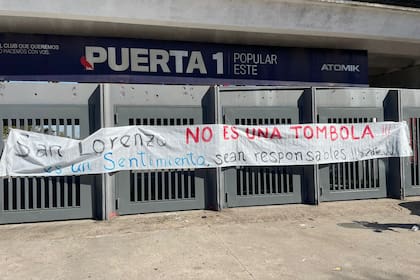 EL CLUB QUE QUEREMOS
LO HACEMOS CON VOS.
PUERTA 1
POPULAR
ESTE
ATOMIK
San Lorenzo NO ES UNA TOMBOLA !!!
es un Sentimiento, sean responsables !!!